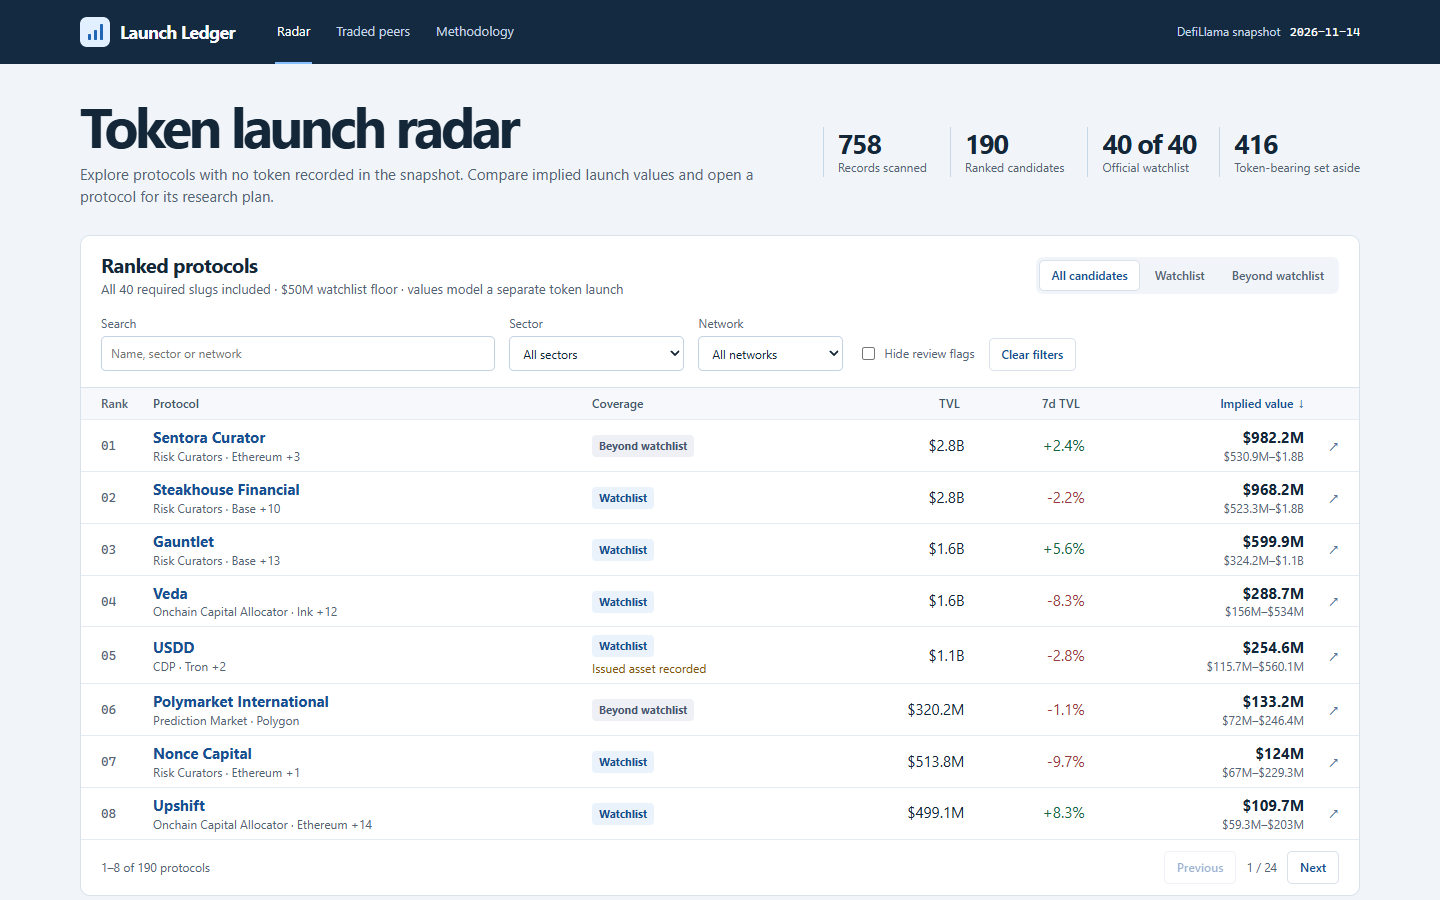 Launch Ledger
Radar
Traded peers
Methodology
DefiLlama snapshot 2026-11-14
Token launch radar
Explore protocols with no token recorded in the snapshot. Compare implied launch values and open a
protocol for its research plan.
758
Records scanned
190
Ranked candidates
40 of 40
Official watchlist
416
Token-bearing set aside
Ranked protocols
All 40 required slugs included · $50M watchlist floor · values model a separate token launch
All candidates
Watchlist
Beyond watchlist
Search
Sector
Network
Name, sector or network
All sectors
All networks
Hide review flags
Clear filters
Rank Protocol Coverage TVL 7d TVL Implied value ↓
01 Sentora Curator Beyond watchlist $2.8B +2.4% $982.2M ↗
Risk Curators · Ethereum +3 $530.9M–$1.8B
02 Steakhouse Financial Watchlist $2.8B -2.2% $968.2M ↗
Risk Curators · Base +10 $523.3M–$1.8B
03 Gauntlet Watchlist $1.6B +5.6% $599.9M ↗
Risk Curators · Base +13 $324.2M–$1.1B
04 Veda Watchlist $1.6B -8.3% $288.7M ↗
Onchain Capital Allocator · Ink +12 $156M–$534M
05 USDD Watchlist $1.1B -2.8% $254.6M ↗
CDP · Tron +2 Issued asset recorded $115.7M–$560.1M
06 Polymarket International Beyond watchlist $320.2M -1.1% $133.2M ↗
Prediction Market · Polygon $72M–$246.4M
07 Nonce Capital Watchlist $513.8M -9.7% $124M ↗
Risk Curators · Ethereum +1 $67M–$229.3M
08 Upshift Watchlist $499.1M +8.3% $109.7M ↗
Onchain Capital Allocator · Ethereum +14 $59.3M–$203M
1–8 of 190 protocols
Previous
1 / 24
Next